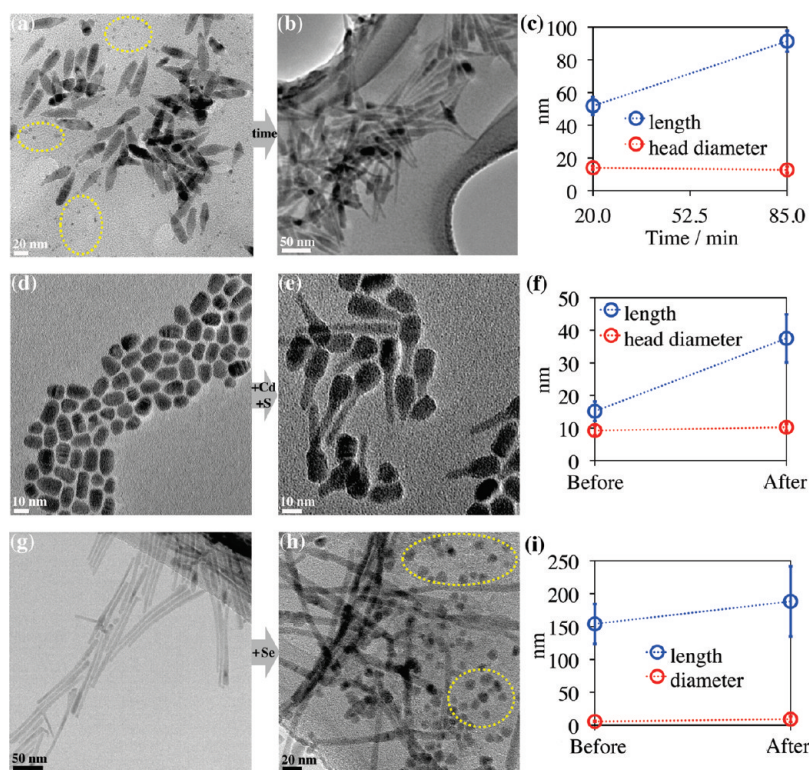 (a)
20 nm
time
(b)
50 nm
(c)
100
80
60
40
20
0
nm
length
head diameter
20.0 52.5 85.0
Time / min
(d)
10 nm
+Cd
+S
(e)
10 nm
(f)
50
40
30
20
10
0
nm
length
head diameter
Before After
(g)
50 nm
+Se
(h)
20 nm
(i)
250
200
150
100
50
0
nm
length
diameter
Before After